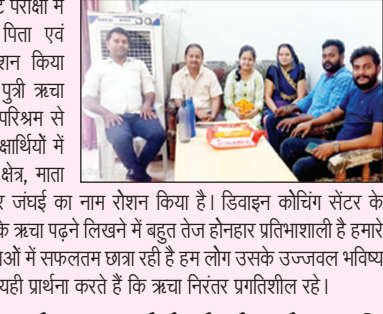 परीक्षा में
पिता एवं
शन किया
पुत्री ऋचा
परिश्रम से
क्षार्थियों में
क्षेत्र, माता
र जंघई का नाम रोशन किया है। डिवाइन कोचिंग सेंटर के
के ऋचा पढ़ने लिखने में बहुत तेज होनहार प्रतिभाशाली है हमारे
ओं में सफलतम छात्रा रही है हम लोग उसके उज्जवल भविष्य
यही प्रार्थना करते हैं कि ऋचा निरंतर प्रगतिशील रहे।